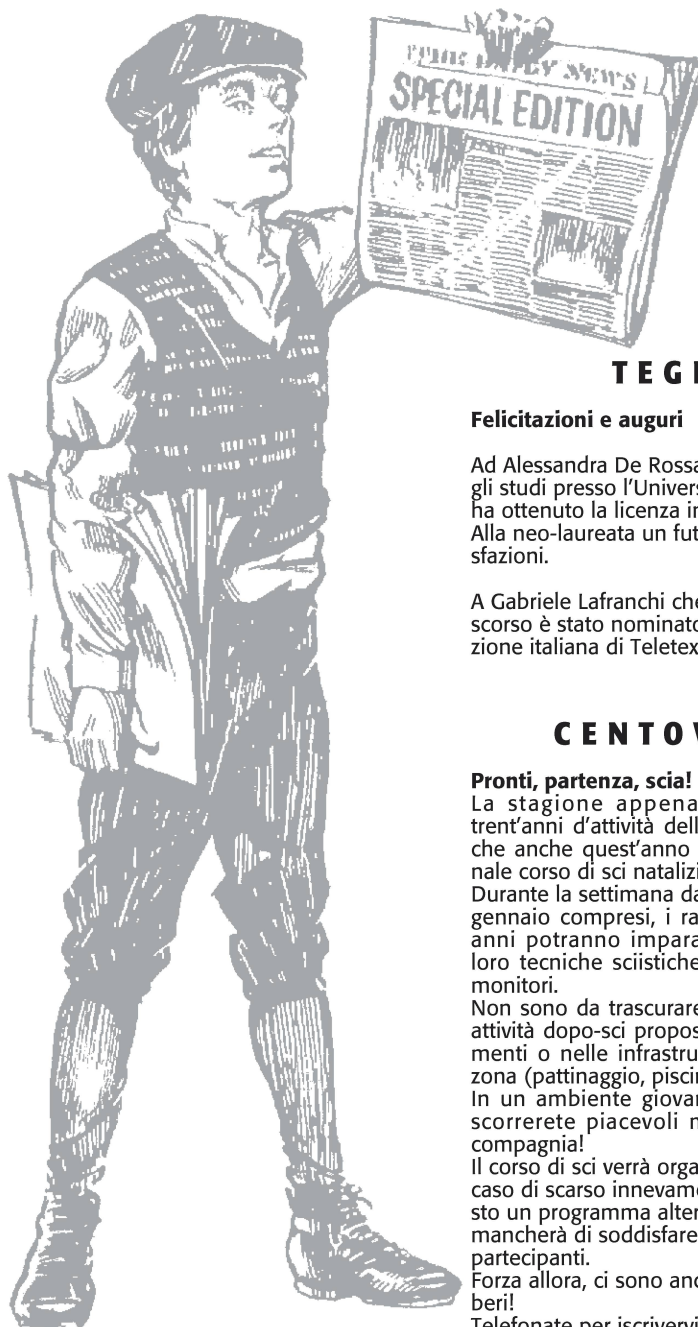 THE DAILY NEWS
SPECIAL EDITION
TEG
Felicitazioni e auguri
Ad Alessandra De Rossa
gli studi presso l'Univers
ha ottenuto la licenza in
Alla neo-laureata un fut
sfazioni.
A Gabriele Lafranchi che
scorso è stato nominato
zione italiana di Teletex
CENTOV
Pronti, partenza, scia!
La stagione appena
trent'anni d'attività dell
che anche quest'anno
nale corso di sci natalizi
Durante la settimana da
gennaio compresi, i ra
anni potranno impara
loro tecniche sciistiche
monitori.
Non sono da trascurare
attività dopo-sci propos
menti o nelle infrastru
zona (pattinaggio, piscin
In un ambiente giovan
scorrerete piacevoli m
compagnia!
Il corso di sci verrà orga
caso di scarso innevame
sto un programma alter
mancherà di soddisfare
partecipanti.
Forza allora, ci sono anc
beri!
Telefonate per iscrivervi